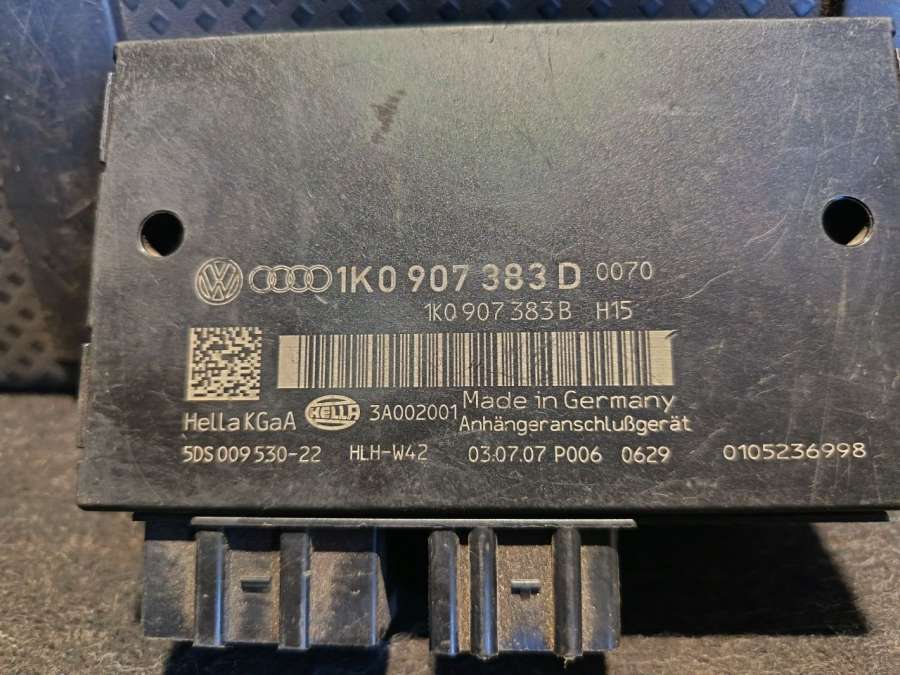 1K0 907 383 D 0070
1K0 907 383 B H15
Hella KGaA HELLA 3A002001 Made in Germany
Anhängeranschlußgerät
5DS 009 530-22 HLH-W42 03.07.07 P006 0629 0105236998